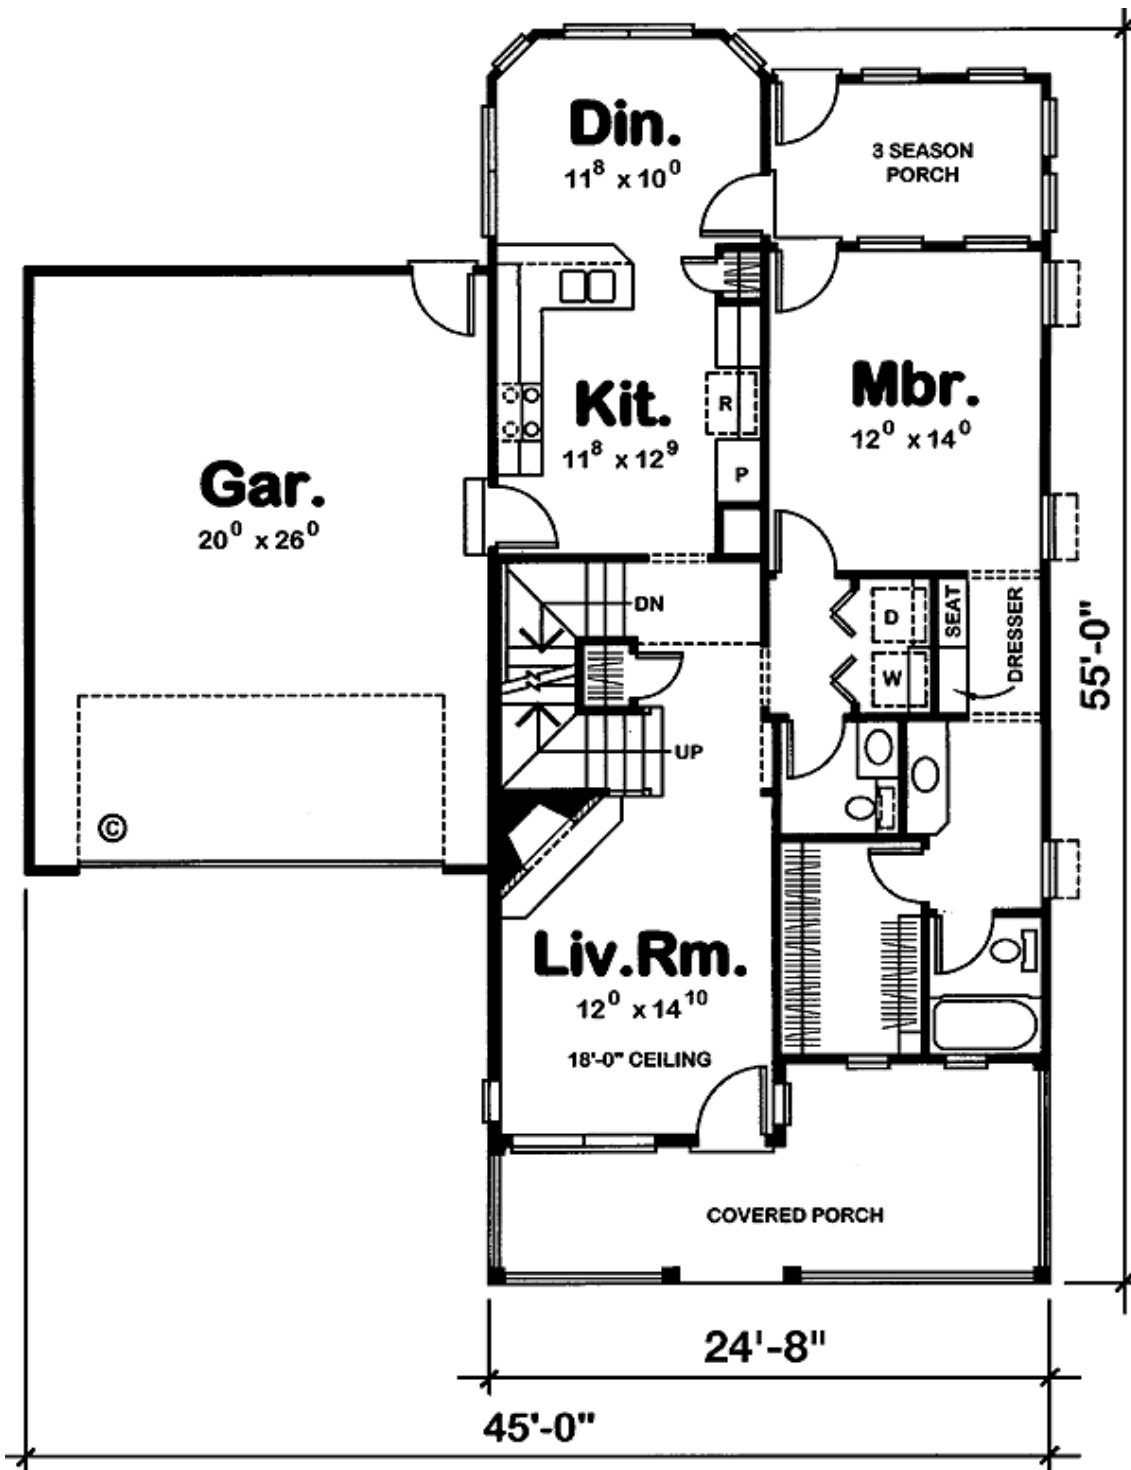 Din.
11⁸ x 10⁰
3 SEASON
PORCH
Kit.
11⁸ x 12⁹
R
P
Mbr.
12⁰ x 14⁰
Gar.
20⁰ x 26⁰
DN
D
W
SEAT
DRESSER
55'-0"
UP
C
Liv.Rm.
12⁰ x 14¹⁰
18'-0" CEILING
COVERED PORCH
24'-8"
45'-0"